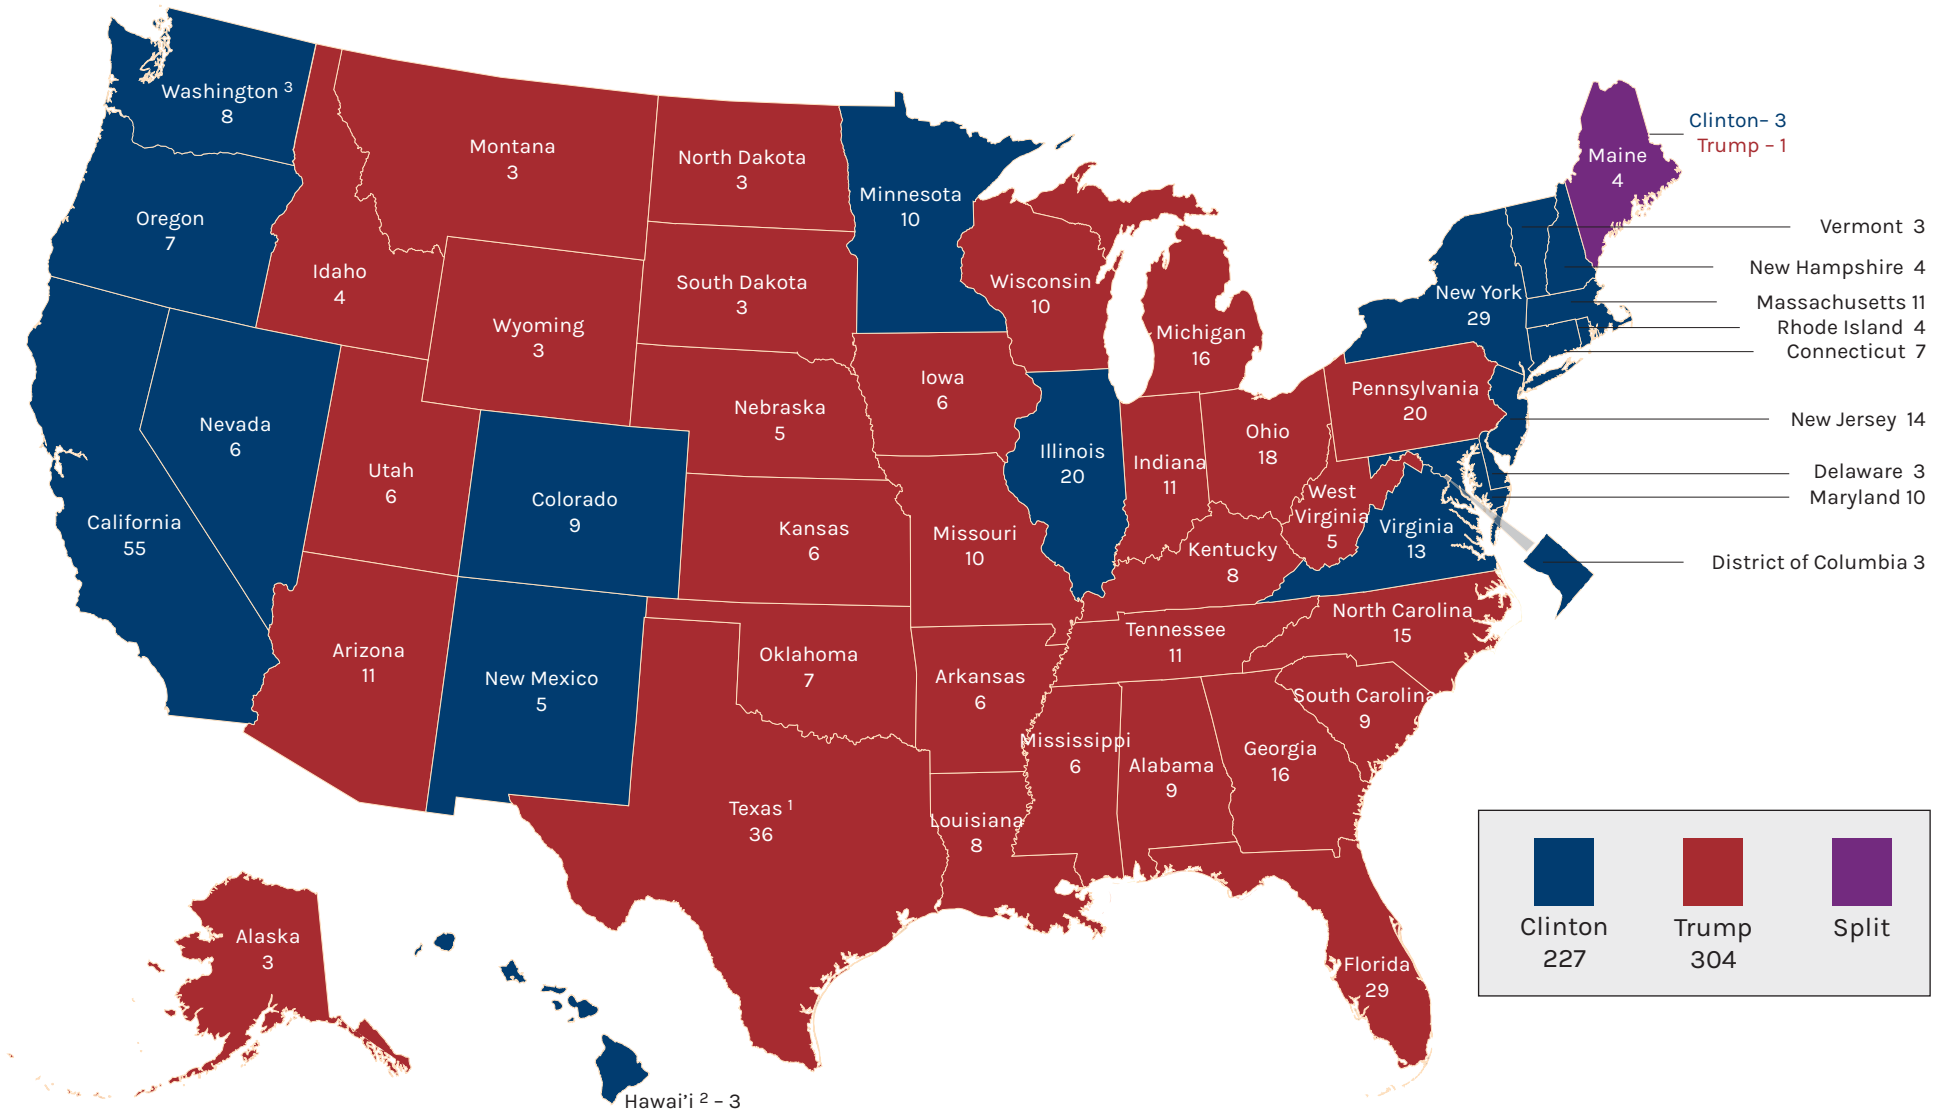 Washington 3
8
Oregon
7
California
55
Nevada
6
Idaho
4
Montana
3
Wyoming
3
Utah
6
Arizona
11
Colorado
9
New Mexico
5
North Dakota
3
South Dakota
3
Nebraska
5
Kansas
6
Oklahoma
7
Texas 1
36
Minnesota
10
Iowa
6
Missouri
10
Arkansas
6
Louisiana
8
Wisconsin
10
Illinois
20
Michigan
16
Indiana
11
Ohio
18
Kentucky
8
Tennessee
11
Mississippi
6
Alabama
9
Georgia
16
Florida
29
South Carolina
9
North Carolina
15
Virginia
13
West
Virginia
5
Pennsylvania
20
New York
29
Maine
4
Clinton– 3
Trump – 1
Vermont 3
New Hampshire 4
Massachusetts 11
Rhode Island 4
Connecticut 7
New Jersey 14
Delaware 3
Maryland 10
District of Columbia 3
Alaska
3
Hawai’i 2 – 3
Clinton
227
Trump
304
Split